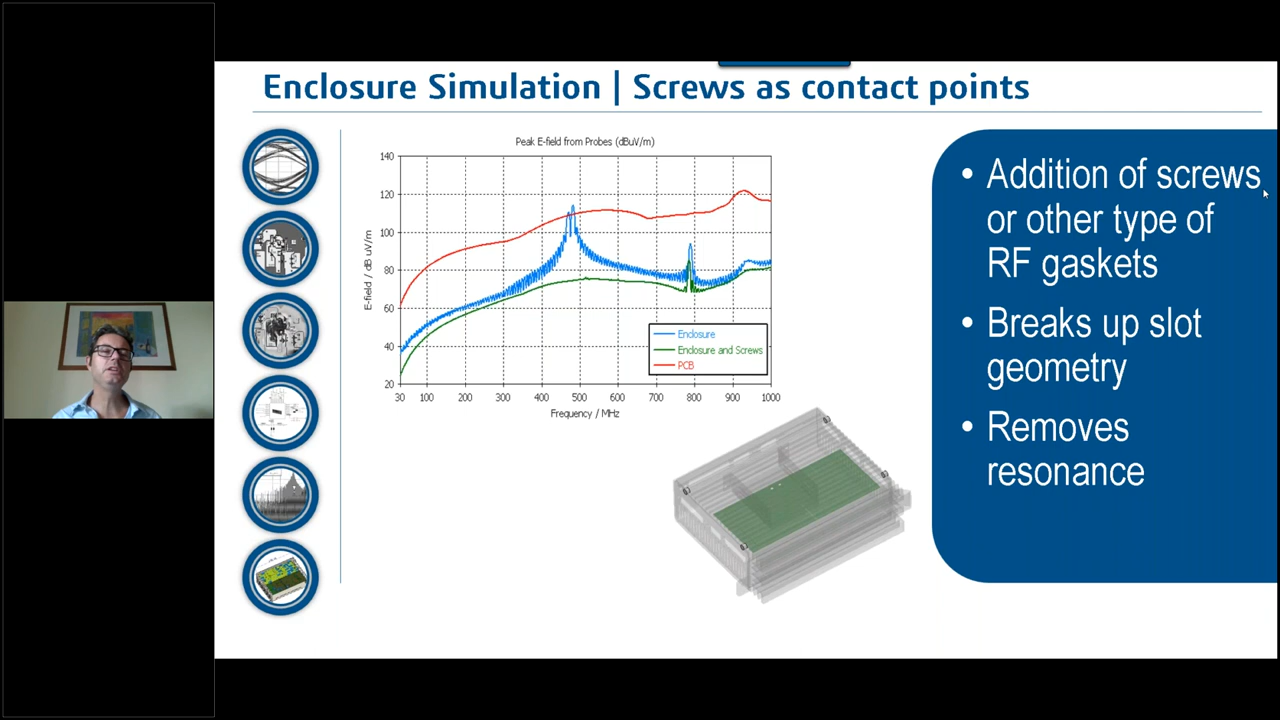 Enclosure Simulation | Screws as contact points
Peak E-field from Probes (dBuV/m)
140
120
100
80
60
40
20
E-field / dB uV/m
30 100 200 300 400 500 600 700 800 900 1000
Frequency / MHz
Enclosure
Enclosure and Screws
PCB
• Addition of screws
or other type of
RF gaskets
• Breaks up slot
geometry
• Removes
resonance